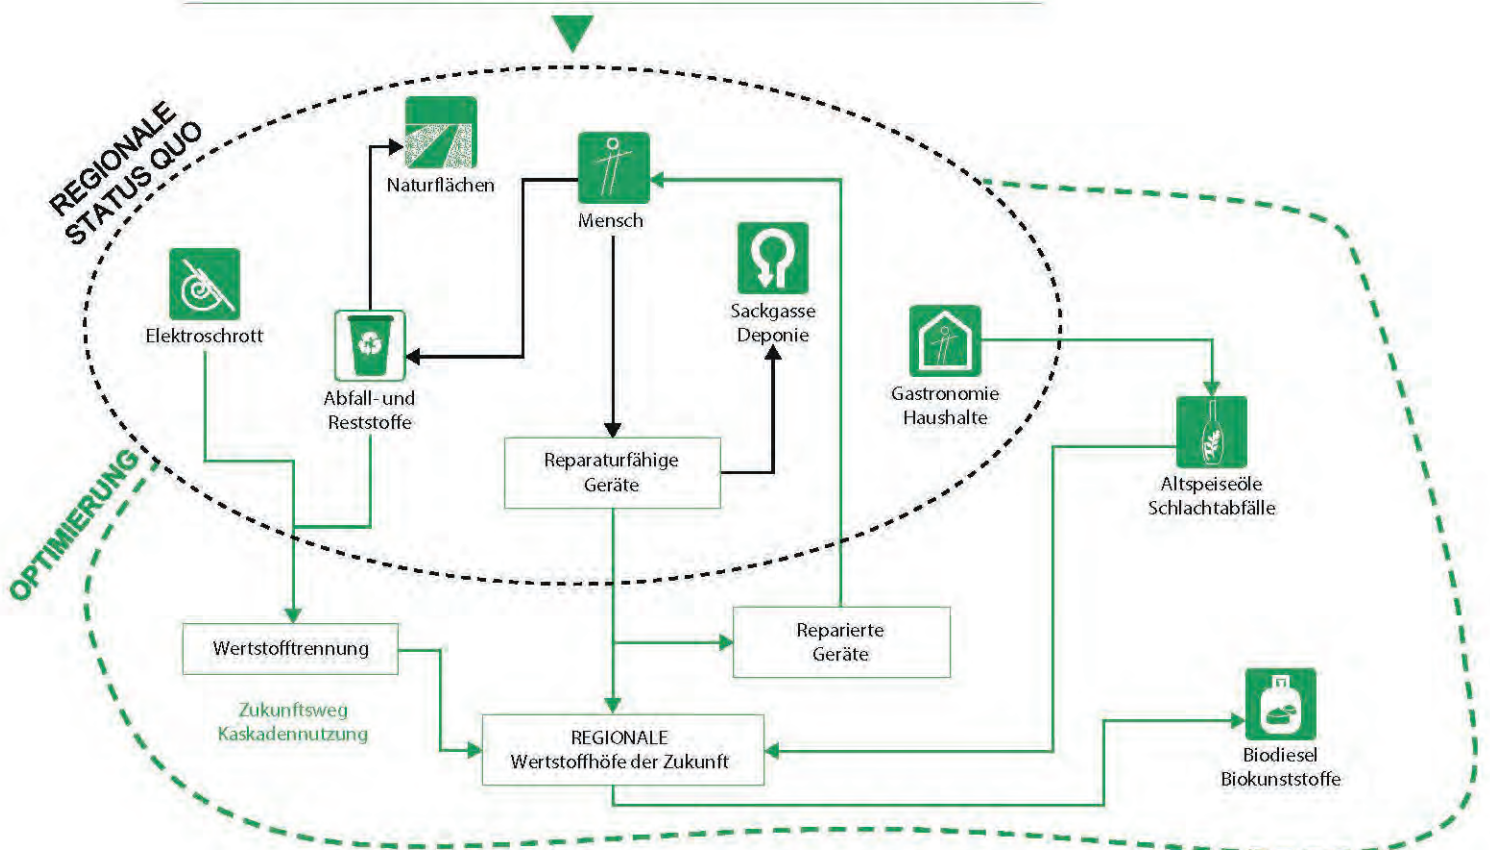 REGIONALE
STATUS QUO
Naturflächen
Mensch
Elektroschrott
Sackgasse
Deponie
Abfall- und
Reststoffe
Gastronomie
Haushalte
Reparaturfähige
Geräte
Altspeiseöle
Schlachtabfälle
OPTIMIERUNG
Wertstofftrennung
Reparierte
Geräte
Zukunftsweg
Kaskadennutzung
REGIONALE
Wertstoffhöfe der Zukunft
Biodiesel
Biokunststoffe